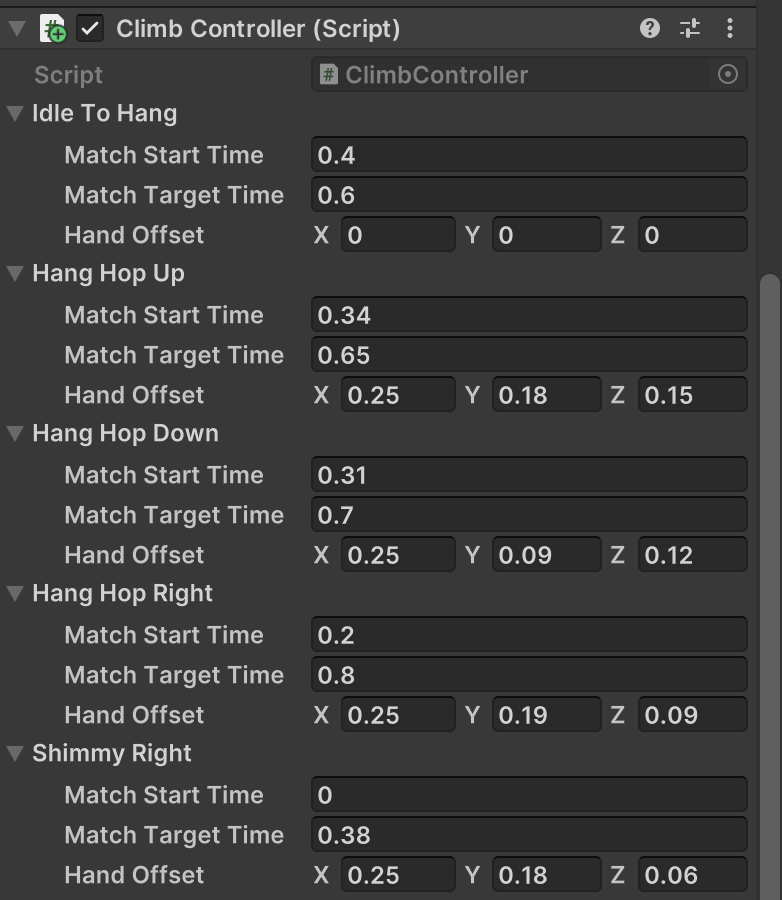 Climb Controller (Script)
Script # ClimbController
Idle To Hang
Match Start Time 0.4
Match Target Time 0.6
Hand Offset X 0 Y 0 Z 0
Hang Hop Up
Match Start Time 0.34
Match Target Time 0.65
Hand Offset X 0.25 Y 0.18 Z 0.15
Hang Hop Down
Match Start Time 0.31
Match Target Time 0.7
Hand Offset X 0.25 Y 0.09 Z 0.12
Hang Hop Right
Match Start Time 0.2
Match Target Time 0.8
Hand Offset X 0.25 Y 0.19 Z 0.09
Shimmy Right
Match Start Time 0
Match Target Time 0.38
Hand Offset X 0.25 Y 0.18 Z 0.06